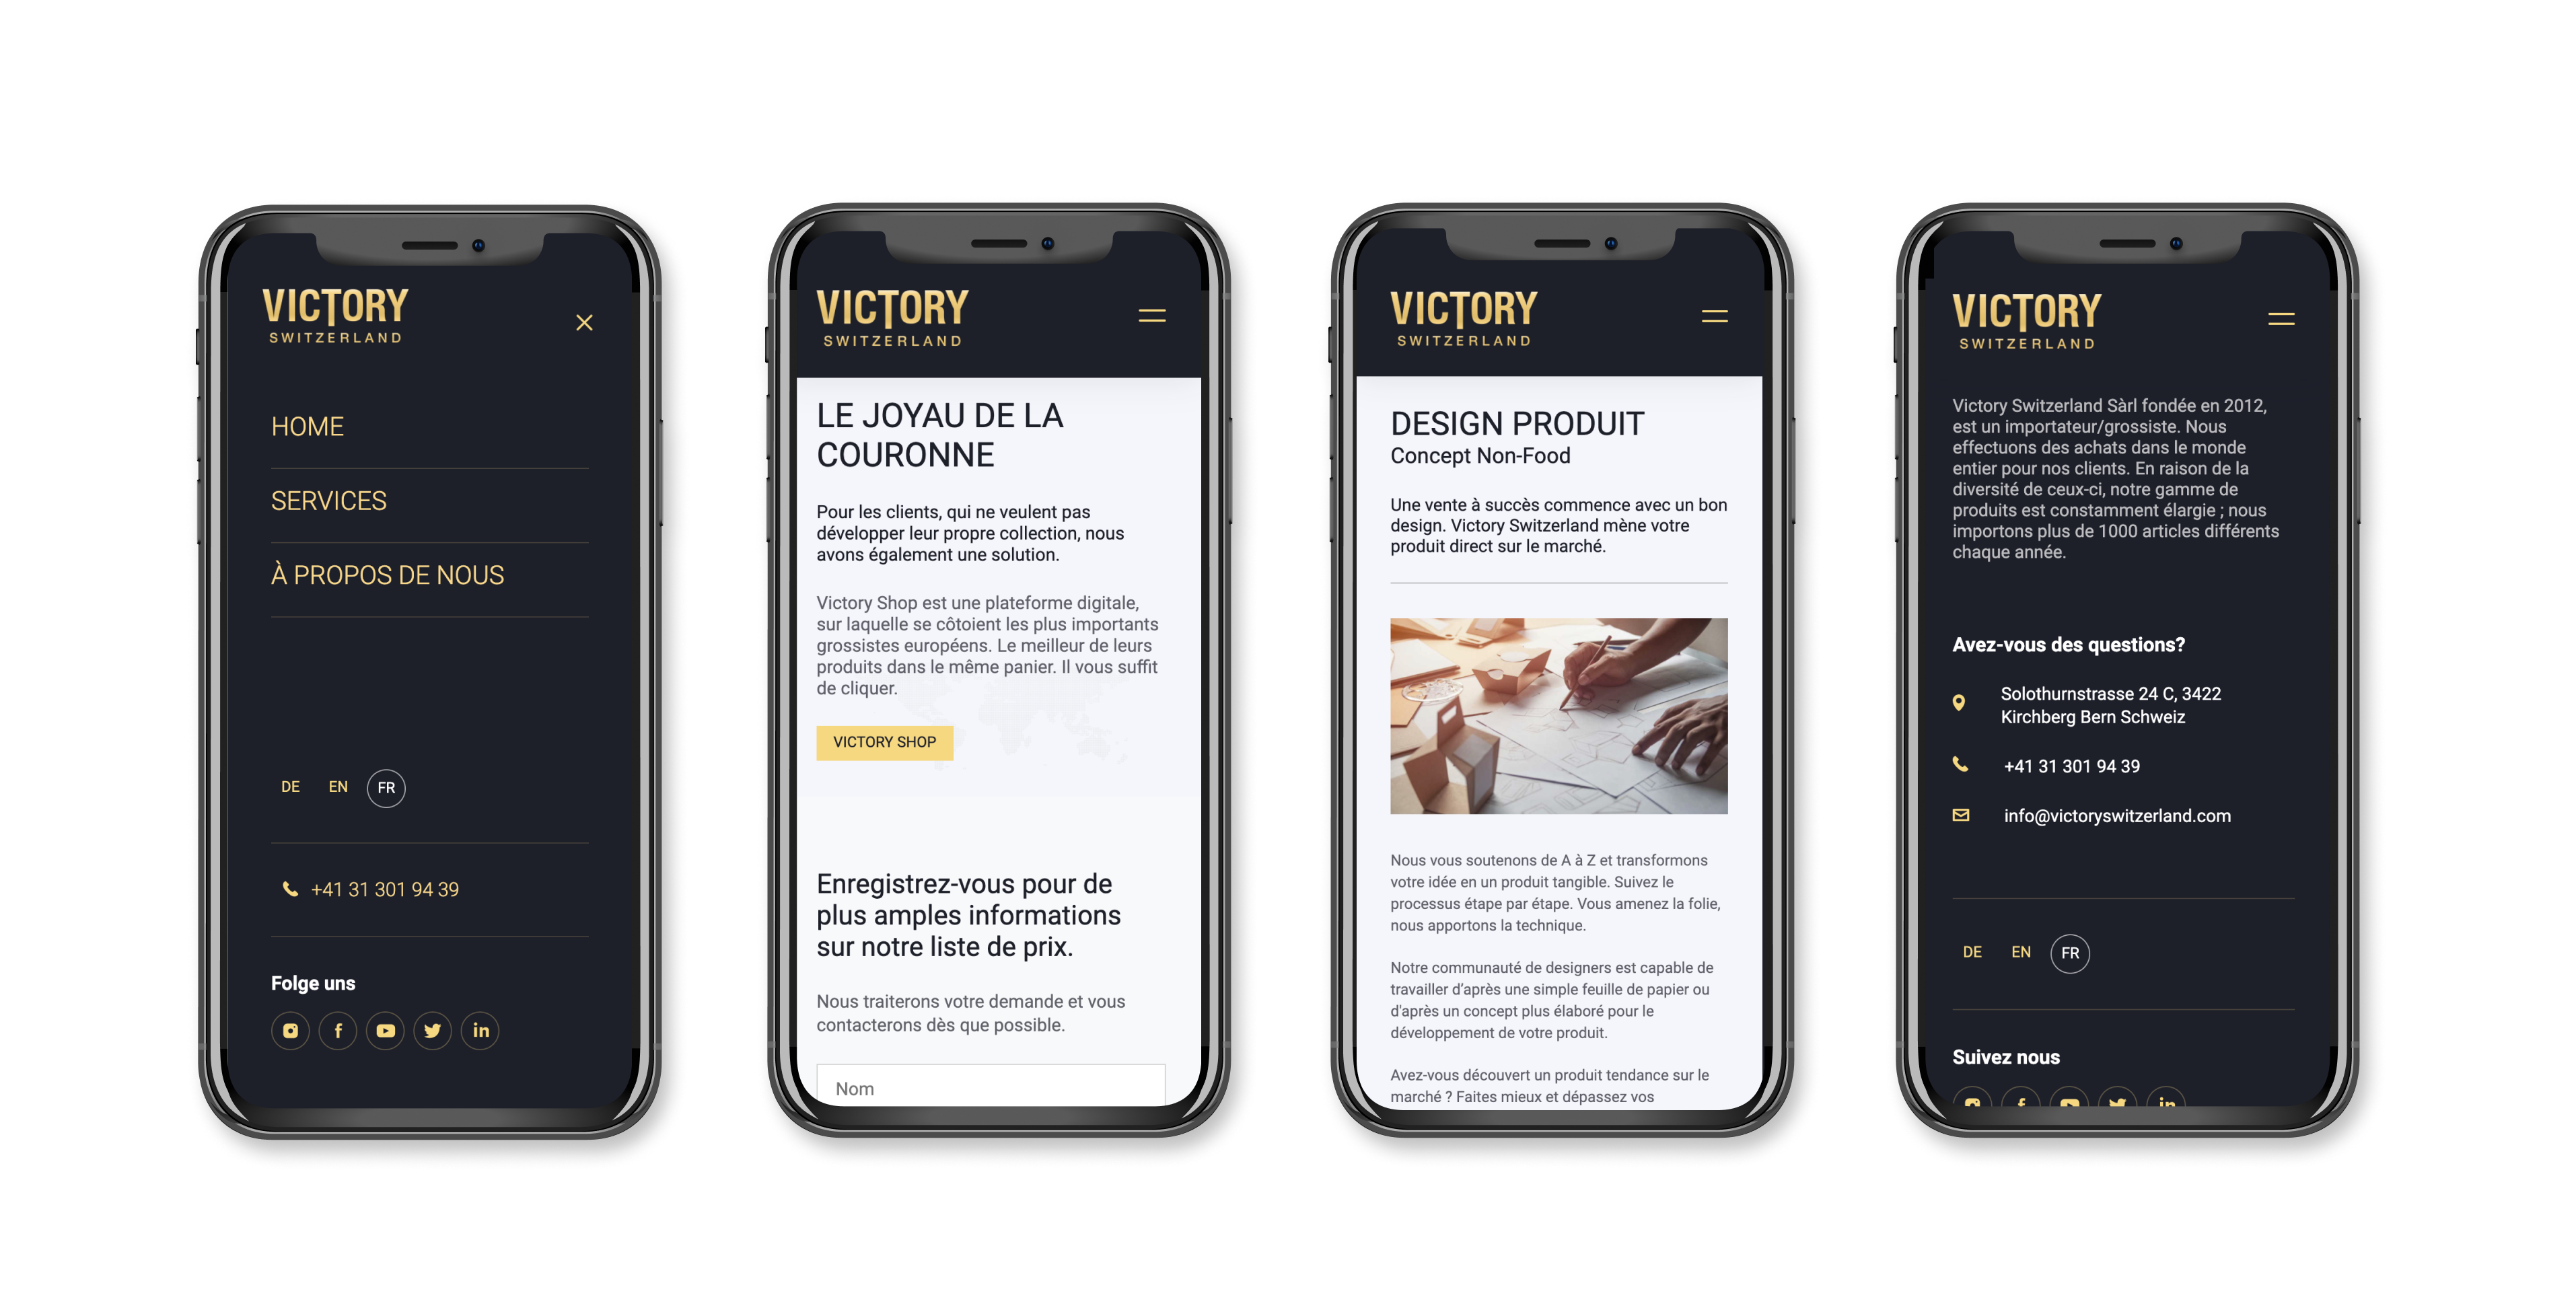 VICTORY
SWITZERLAND
HOME
SERVICES
À PROPOS DE NOUS
DE EN FR
+41 31 301 94 39
Folge uns
VICTORY
SWITZERLAND
LE JOYAU DE LA
COURONNE
Pour les clients, qui ne veulent pas
développer leur propre collection, nous
avons également une solution.
Victory Shop est une plateforme digitale,
sur laquelle se côtoient les plus importants
grossistes européens. Le meilleur de leurs
produits dans le même panier. Il vous suffit
de cliquer.
VICTORY SHOP
Enregistrez-vous pour de
plus amples informations
sur notre liste de prix.
Nous traiterons votre demande et vous
contacterons dès que possible.
Nom
VICTORY
SWITZERLAND
DESIGN PRODUIT
Concept Non-Food
Une vente à succès commence avec un bon
design. Victory Switzerland mène votre
produit direct sur le marché.
Nous vous soutenons de A à Z et transformons
votre idée en un produit tangible. Suivez le
processus étape par étape. Vous amenez la folie,
nous apportons la technique.
Notre communauté de designers est capable de
travailler d'après une simple feuille de papier ou
d'après un concept plus élaboré pour le
développement de votre produit.
Avez-vous découvert un produit tendance sur le
marché ? Faites mieux et dépassez vos
VICTORY
SWITZERLAND
Victory Switzerland Sàrl fondée en 2012,
est un importateur/grossiste. Nous
effectuons des achats dans le monde
entier pour nos clients. En raison de la
diversité de ceux-ci, notre gamme de
produits est constamment élargie ; nous
importons plus de 1000 articles différents
chaque année.
Avez-vous des questions?
Solothurnstrasse 24 C, 3422
Kirchberg Bern Schweiz
+41 31 301 94 39
info@victoryswitzerland.com
DE EN FR
Suivez nous